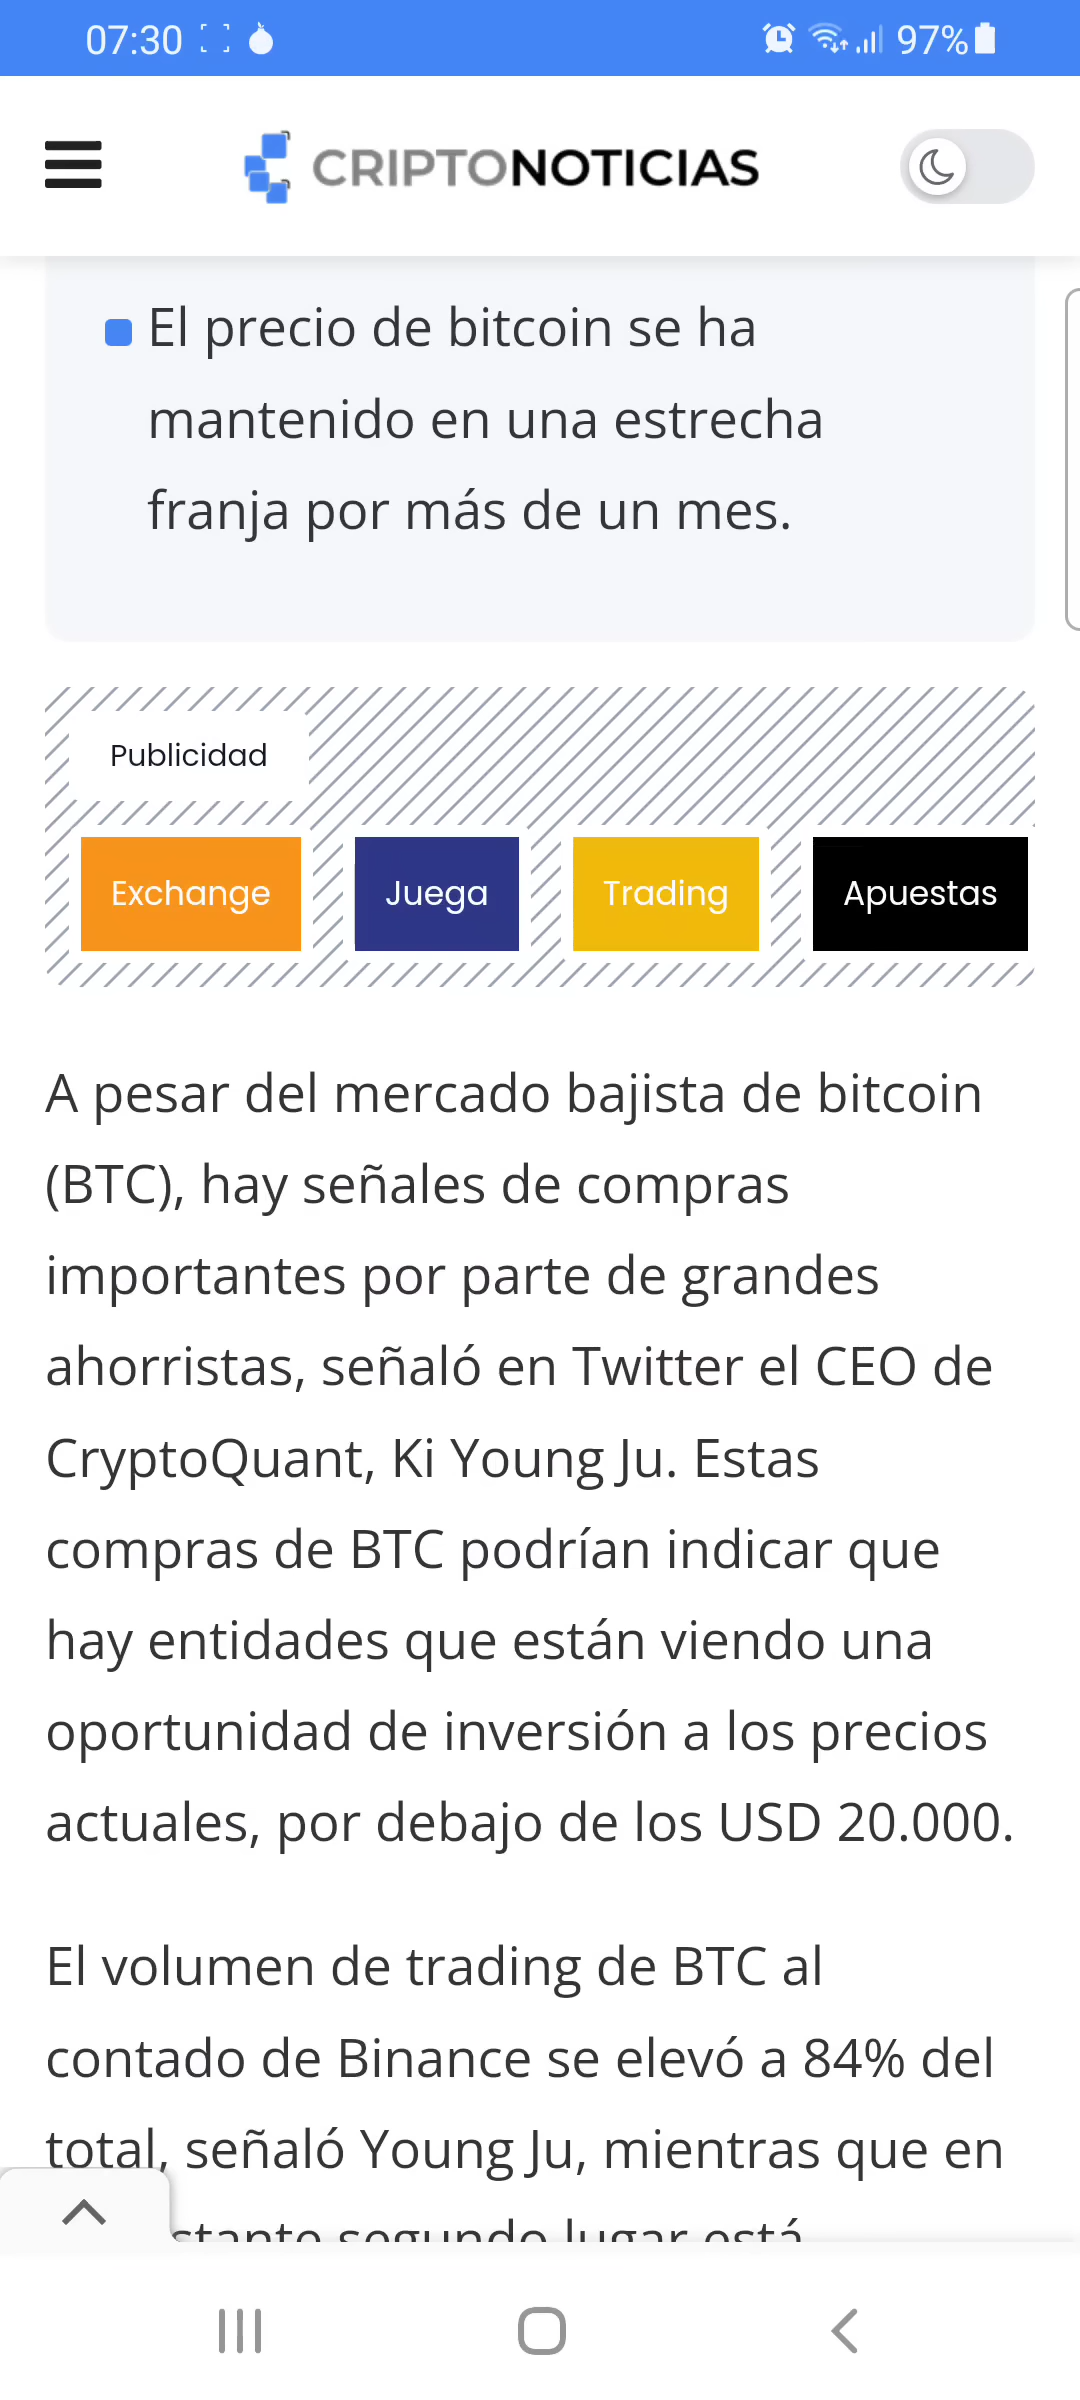 07:30
97%
CRIPTONOTICIAS
El precio de bitcoin se ha
mantenido en una estrecha
franja por más de un mes.
Publicidad
Exchange
Juega
Trading
Apuestas
A pesar del mercado bajista de bitcoin
(BTC), hay señales de compras
importantes por parte de grandes
ahorristas, señaló en Twitter el CEO de
CryptoQuant, Ki Young Ju. Estas
compras de BTC podrían indicar que
hay entidades que están viendo una
oportunidad de inversión a los precios
actuales, por debajo de los USD 20.000.
El volumen de trading de BTC al
contado de Binance se elevó a 84% del
total, señaló Young Ju, mientras que en
segundo lugar está